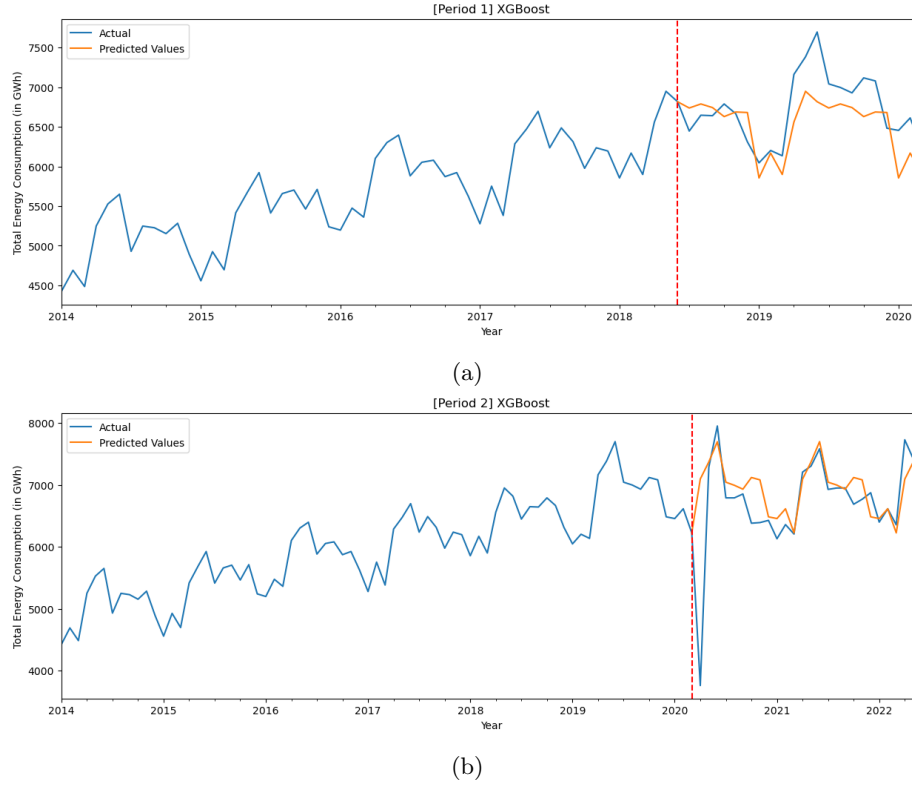 [Period 1] XGBoost
Actual
Predicted Values
Total Energy Consumption (in GWh)
7500
7000
6500
6000
5500
5000
4500
2014 2015 2016 2017 2018 2019 2020
Year
(a)
[Period 2] XGBoost
Actual
Predicted Values
Total Energy Consumption (in GWh)
8000
7000
6000
5000
4000
2014 2015 2016 2017 2018 2019 2020 2021 2022
Year
(b)